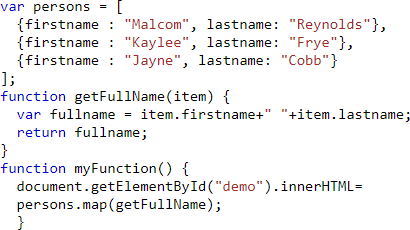 var persons = [
  {firstname : "Malcom", lastname: "Reynolds"},
  {firstname : "Kaylee", lastname: "Frye"},
  {firstname : "Jayne", lastname: "Cobb"}
];
function getFullName(item) {
  var fullname = item.firstname+" "+item.lastname;
  return fullname;
}
function myFunction() {
  document.getElementById("demo").innerHTML=
  persons.map(getFullName);
  }